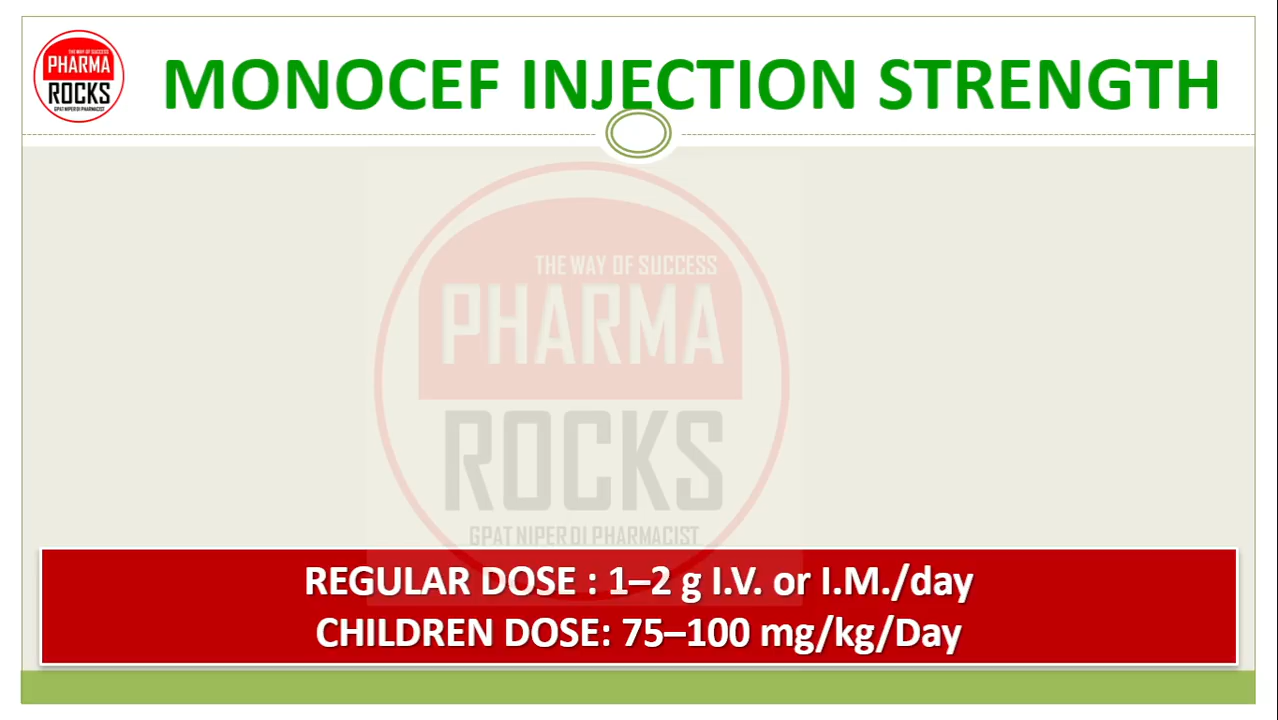 THE WAY OF SUCCESS
PHARMA
ROCKS
GPAT NIPER DI PHARMACIST
MONOCEF INJECTION STRENGTH
THE WAY OF SUCCESS
PHARMA
ROCKS
GPAT NIPER DI PHARMACIST
REGULAR DOSE : 1–2 g I.V. or I.M./day
CHILDREN DOSE: 75–100 mg/kg/Day